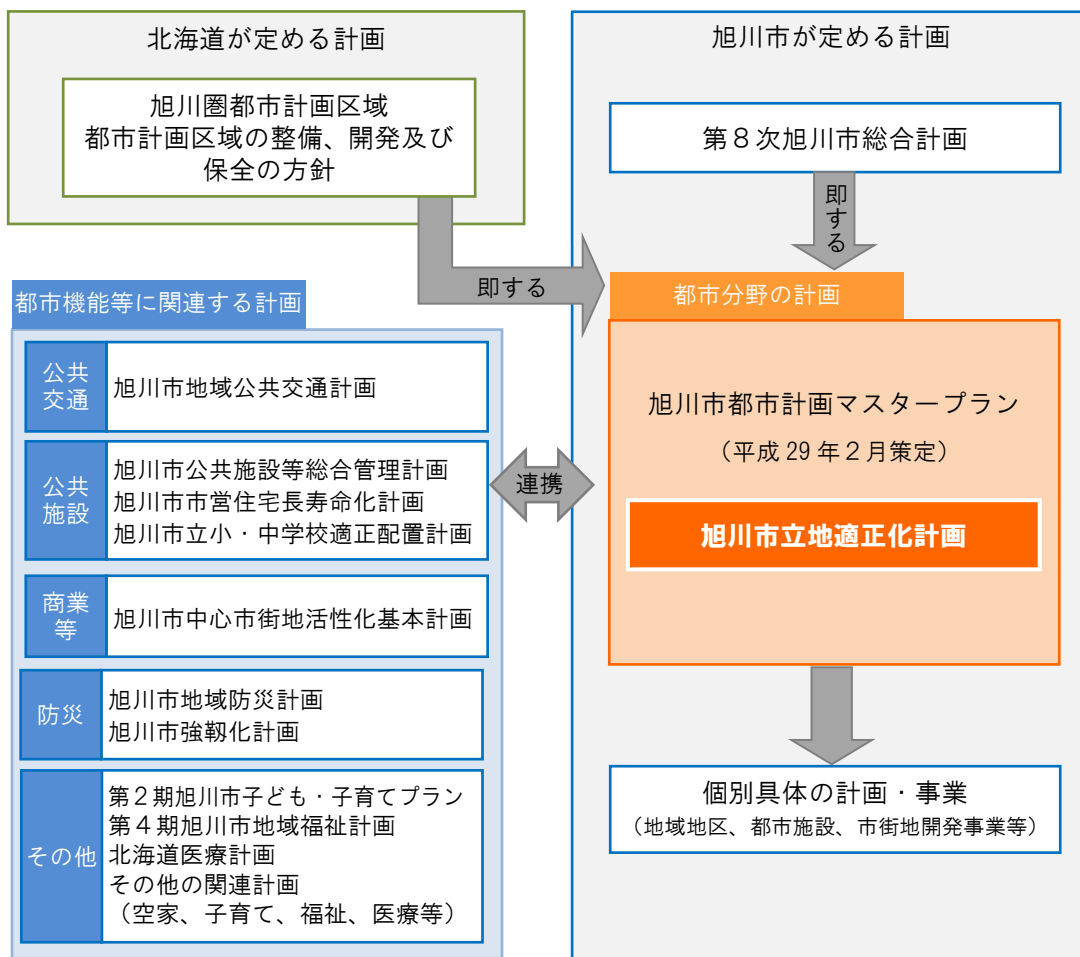 北海道が定める計画
旭川圏都市計画区域
都市計画区域の整備、開発及び
保全の方針
旭川市が定める計画
第８次旭川市総合計画
即する
即する
都市機能等に関連する計画
公共
交通
旭川市地域公共交通計画
公共
施設
旭川市公共施設等総合管理計画
旭川市市営住宅長寿命化計画
旭川市立小・中学校適正配置計画
商業
等
旭川市中心市街地活性化基本計画
防災
旭川市地域防災計画
旭川市強靱化計画
その他
第２期旭川市子ども・子育てプラン
第４期旭川市地域福祉計画
北海道医療計画
その他の関連計画
（空家、子育て、福祉、医療等）
連携
都市分野の計画
旭川市都市計画マスタープラン
（平成 29 年２月策定）
旭川市立地適正化計画
個別具体の計画・事業
（地域地区、都市施設、市街地開発事業等）